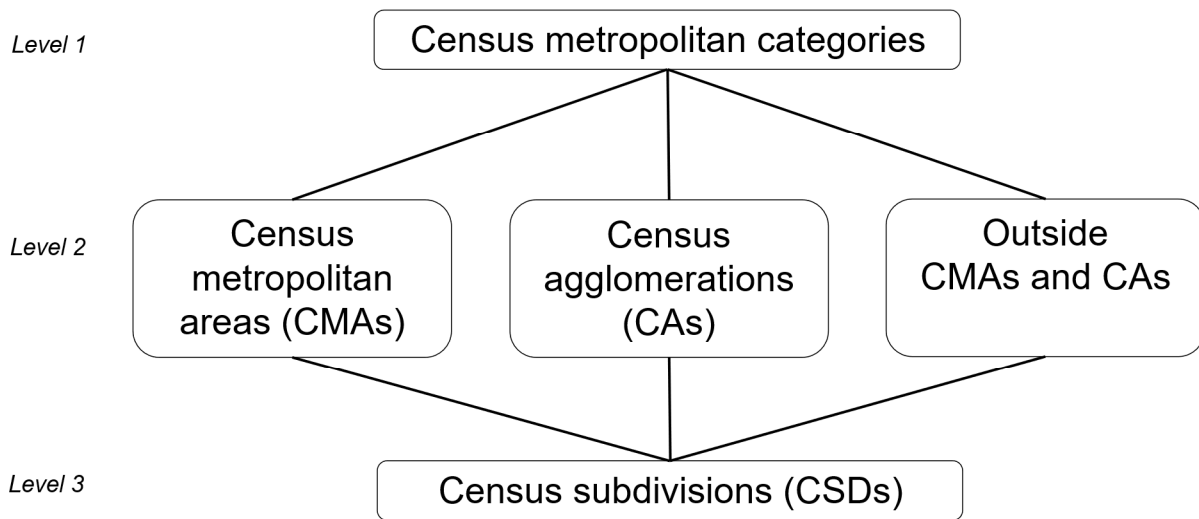 Level 1
Census metropolitan categories
Level 2
Census
metropolitan
areas (CMAs)
Census
agglomerations
(CAs)
Outside
CMAs and CAs
Level 3
Census subdivisions (CSDs)